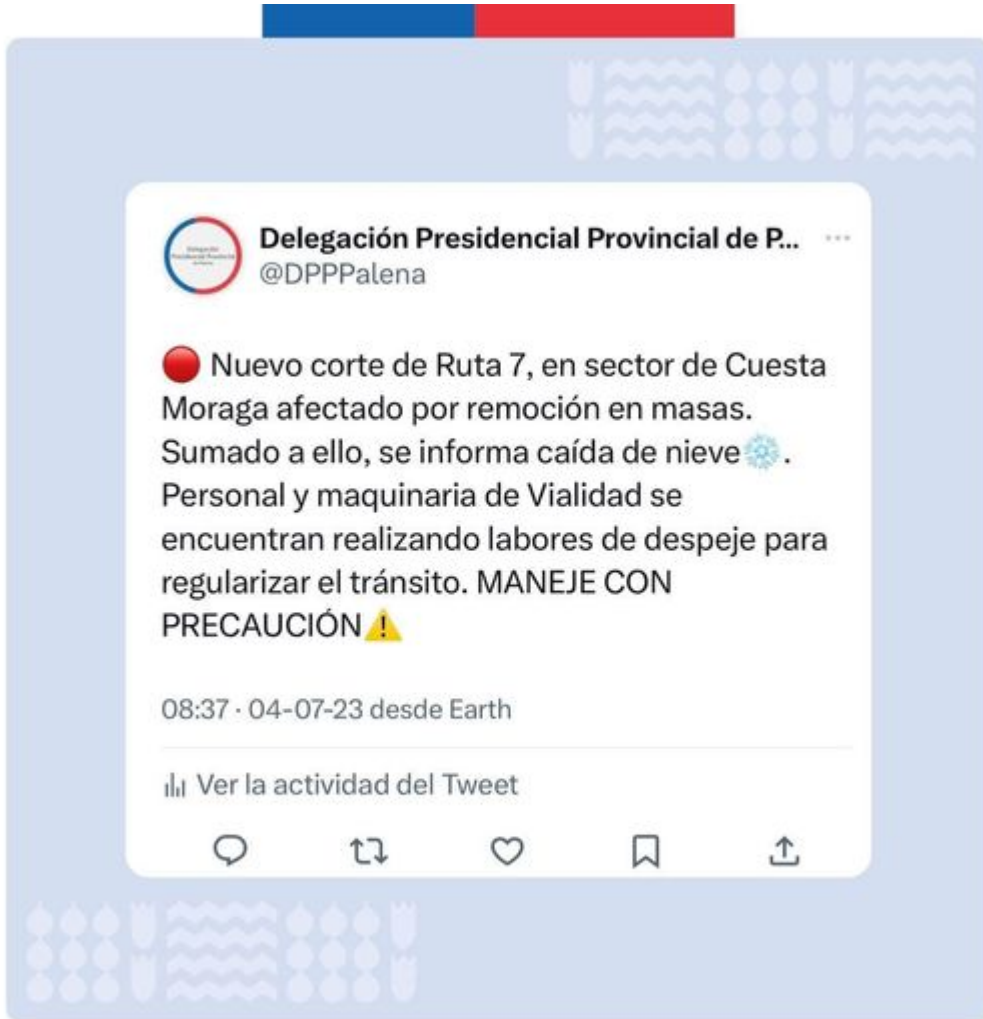 Delegación Presidencial Provincial de P...
@DPPPalena
🔴 Nuevo corte de Ruta 7, en sector de Cuesta
Moraga afectado por remoción en masas.
Sumado a ello, se informa caída de nieve❄️.
Personal y maquinaria de Vialidad se
encuentran realizando labores de despeje para
regularizar el tránsito. MANEJE CON
PRECAUCIÓN⚠️
08:37 · 04-07-23 desde Earth
Ver la actividad del Tweet